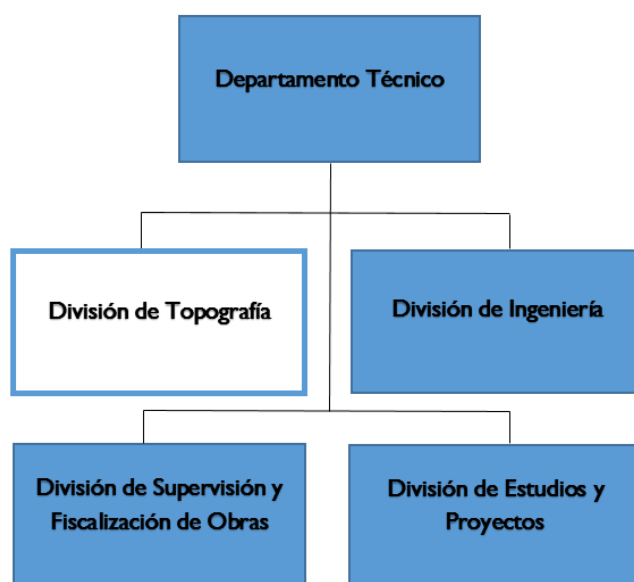 Departamento Técnico
División de Topografía
División de Ingeniería
División de Supervisión y
Fiscalización de Obras
División de Estudios y
Proyectos